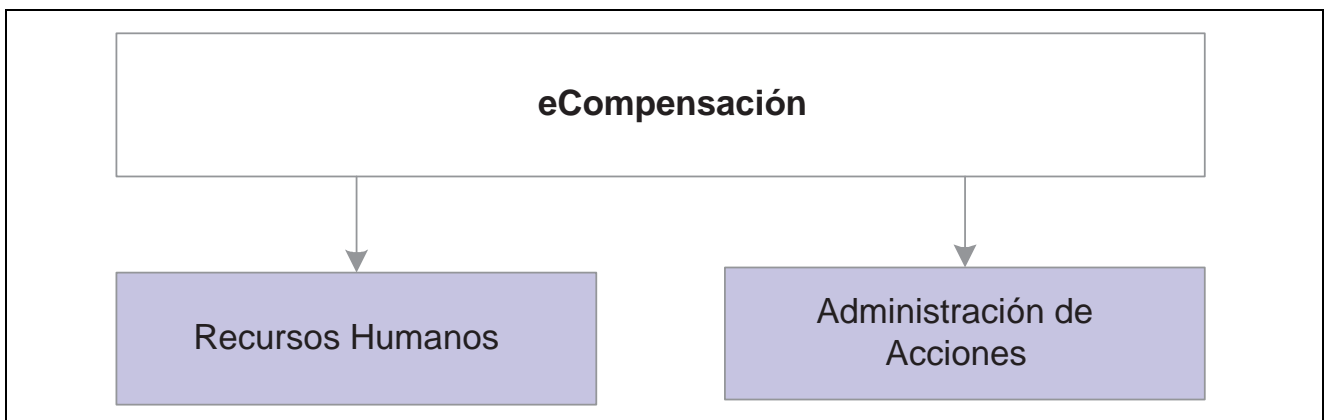 eCompensación
Recursos Humanos
Administración de
Acciones